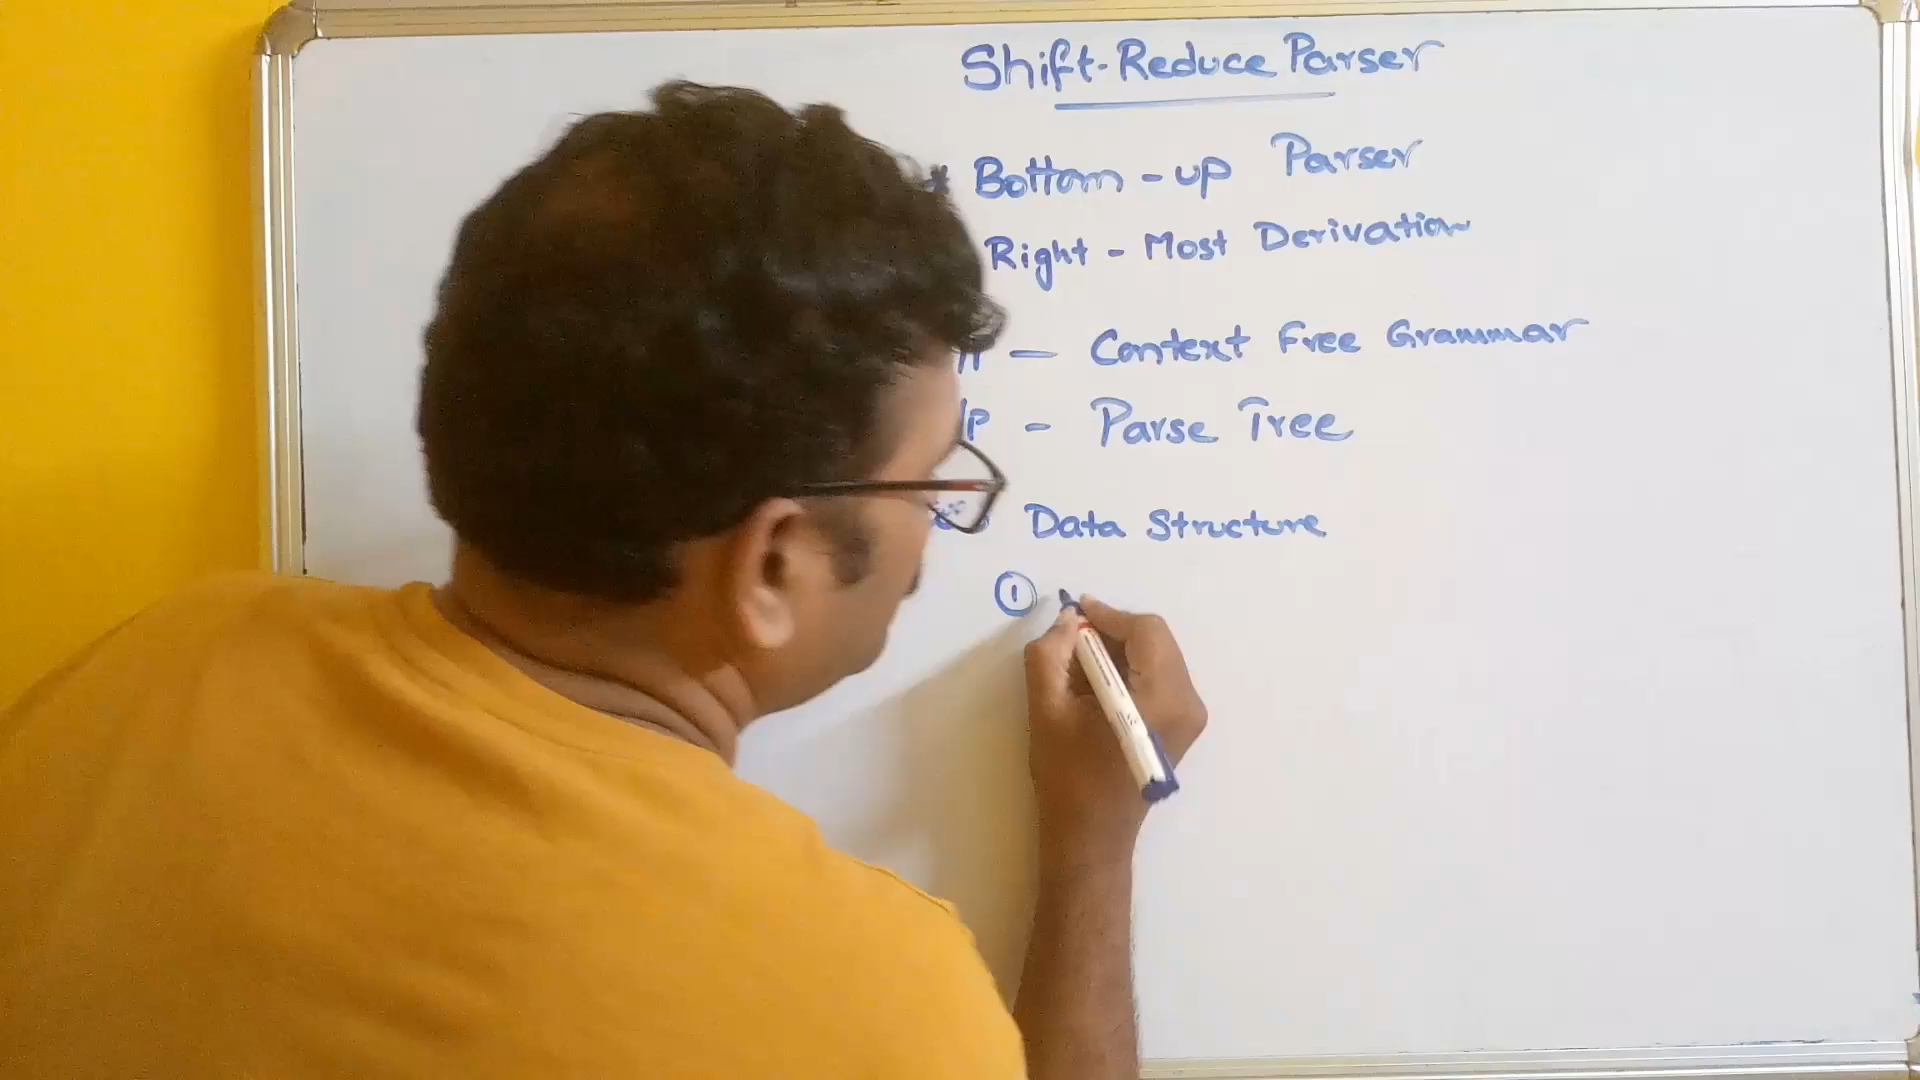 Shift-Reduce Parser
* Bottom-up Parser
Right-Most Derivation
— Context Free Grammar
/P - Parse Tree
Data Structure
①